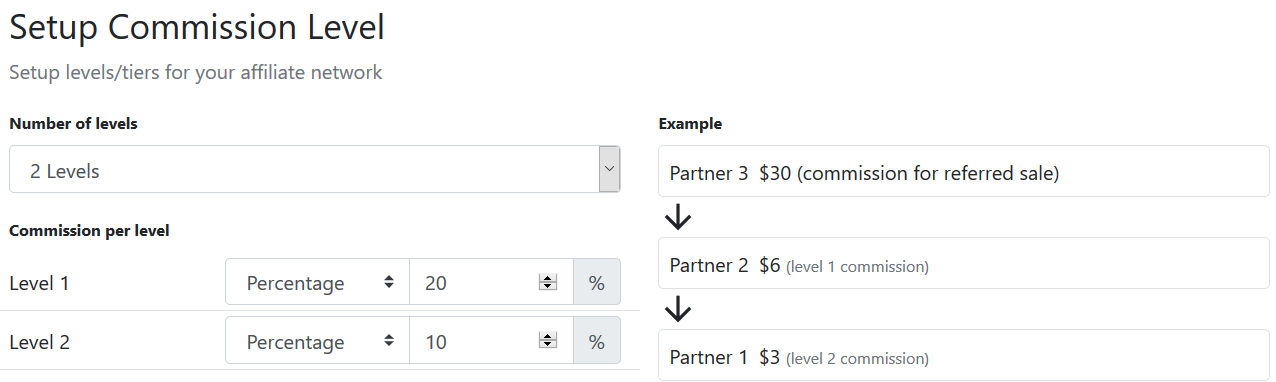 Setup Commission Level
Setup levels/tiers for your affiliate network
Number of levels
2 Levels
Commission per level
Level 1 Percentage 20 %
Level 2 Percentage 10 %
Example
Partner 3 $30 (commission for referred sale)
Partner 2 $6 (level 1 commission)
Partner 1 $3 (level 2 commission)